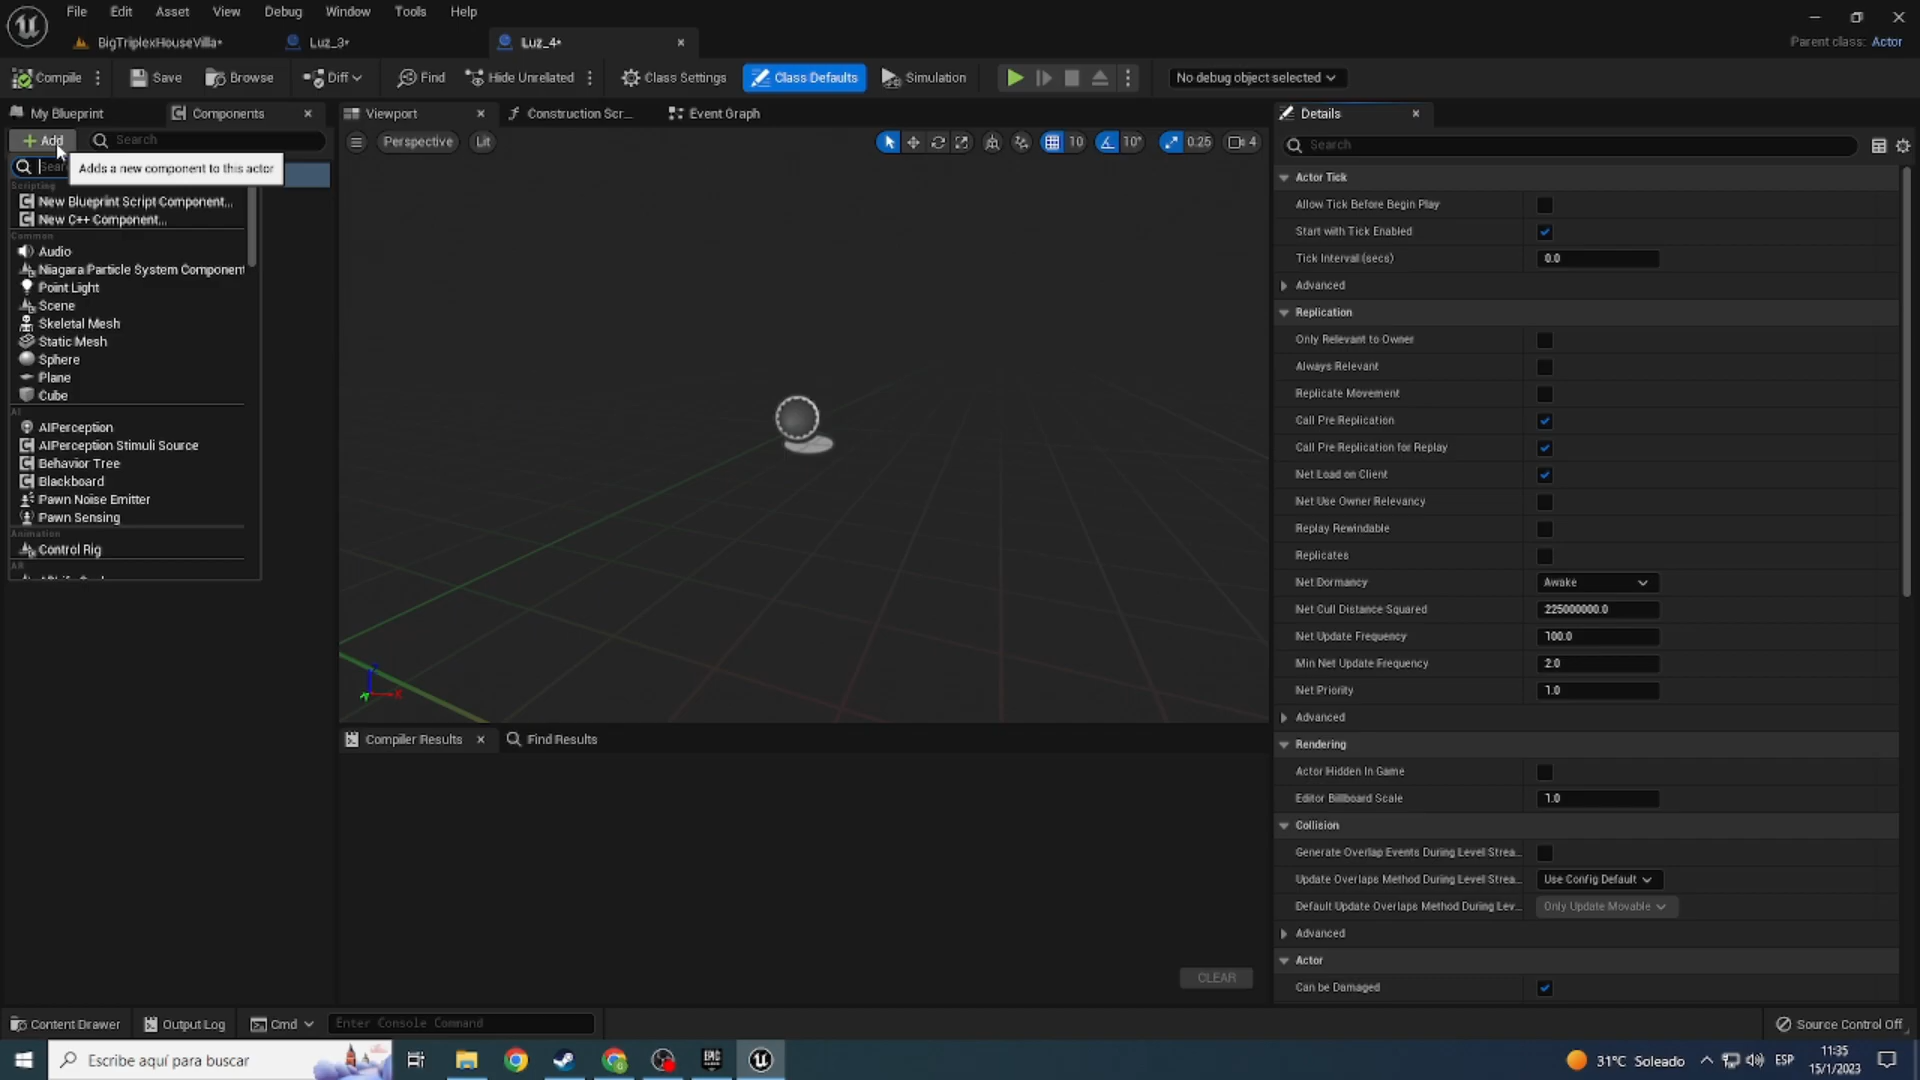 File Edit Asset View Debug Window Tools Help
BigTriplexHouseVilla* Luz_3* Luz_4*
Parent class: Actor
Compile Save Browse Diff Find Hide Unrelated Class Settings Class Defaults Simulation No debug object selected
My Blueprint Components Viewport Construction Scr... Event Graph Details
Add Search
Perspective Lit 10 10° 0.25 4
Search
Adds a new component to this actor
Scripting
New Blueprint Script Component...
New C++ Component...
Common
Audio
Niagara Particle System Component
Point Light
Scene
Skeletal Mesh
Static Mesh
Sphere
Plane
Cube
AI
AIPerception
AIPerception Stimuli Source
Behavior Tree
Blackboard
Pawn Noise Emitter
Pawn Sensing
Animation
Control Rig
AR
Z
Y X
Compiler Results Find Results
CLEAR
Actor Tick
Allow Tick Before Begin Play
Start with Tick Enabled
Tick Interval (secs) 0.0
Advanced
Replication
Only Relevant to Owner
Always Relevant
Replicate Movement
Call Pre Replication
Call Pre Replication for Replay
Net Load on Client
Net Use Owner Relevancy
Replay Rewindable
Replicates
Net Dormancy Awake
Net Cull Distance Squared 225000000.0
Net Update Frequency 100.0
Min Net Update Frequency 2.0
Net Priority 1.0
Advanced
Rendering
Actor Hidden In Game
Editor Billboard Scale 1.0
Collision
Generate Overlap Events During Level Strea...
Update Overlaps Method During Level Strea... Use Config Default
Default Update Overlaps Method During Lev... Only Update Movable
Advanced
Actor
Can be Damaged
Content Drawer Output Log Cmd Enter Console Command Source Control Off
Escribe aquí para buscar
EPIC
31°C Soleado ESP
11:35
15/1/2023